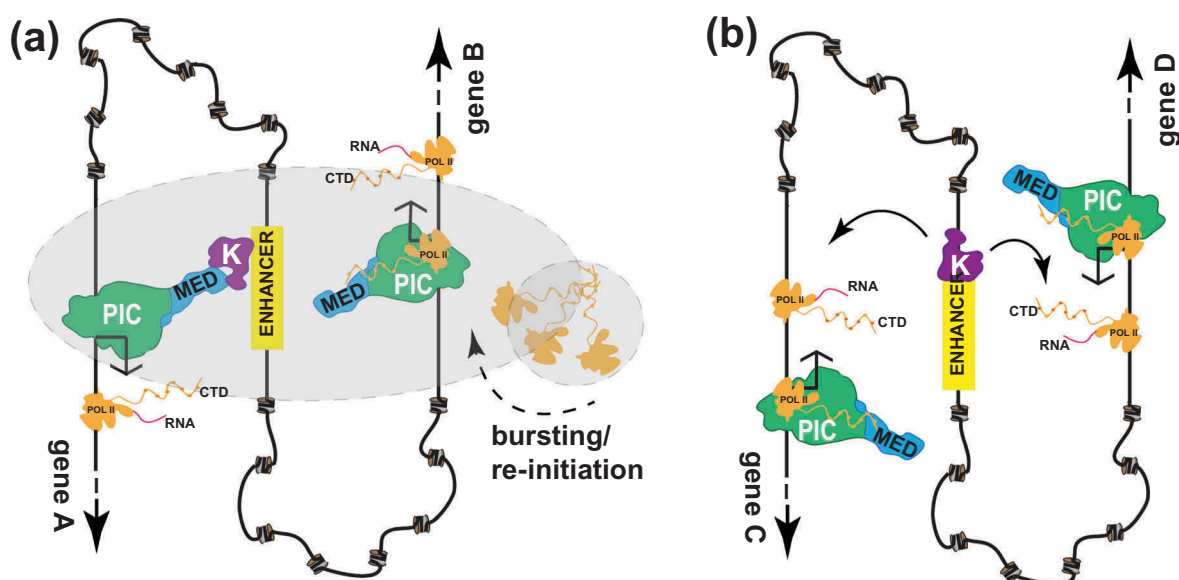 (a)
gene B
RNA
POL II
CTD
K
MED
PIC
ENHANCER
POL II
PIC
MED
POL II
CTD
RNA
gene A
bursting/
re-initiation
(b)
gene D
MED
PIC
POL II
K
ENHANCER
POL II
RNA
CTD
CTD
POL II
RNA
POL II
PIC
MED
gene C